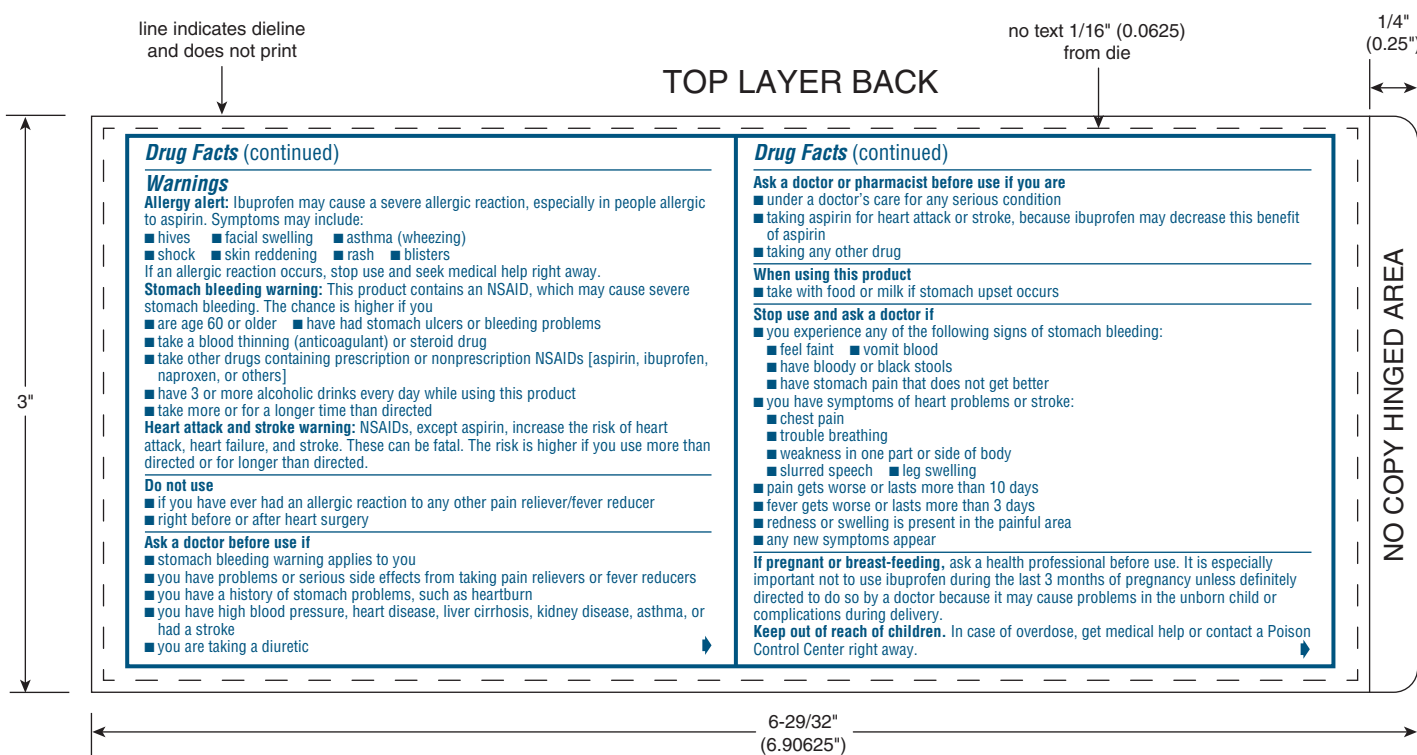 line indicates dieline
and does not print
no text 1/16" (0.0625)
from die
1/4"
(0.25")
TOP LAYER BACK
3"
Drug Facts (continued)
Warnings
Allergy alert: Ibuprofen may cause a severe allergic reaction, especially in people allergic
to aspirin. Symptoms may include:
■ hives ■ facial swelling ■ asthma (wheezing)
■ shock ■ skin reddening ■ rash ■ blisters
If an allergic reaction occurs, stop use and seek medical help right away.
Stomach bleeding warning: This product contains an NSAID, which may cause severe
stomach bleeding. The chance is higher if you
■ are age 60 or older ■ have had stomach ulcers or bleeding problems
■ take a blood thinning (anticoagulant) or steroid drug
■ take other drugs containing prescription or nonprescription NSAIDs [aspirin, ibuprofen,
naproxen, or others]
■ have 3 or more alcoholic drinks every day while using this product
■ take more or for a longer time than directed
Heart attack and stroke warning: NSAIDs, except aspirin, increase the risk of heart
attack, heart failure, and stroke. These can be fatal. The risk is higher if you use more than
directed or for longer than directed.
Do not use
■ if you have ever had an allergic reaction to any other pain reliever/fever reducer
■ right before or after heart surgery
Ask a doctor before use if
■ stomach bleeding warning applies to you
■ you have problems or serious side effects from taking pain relievers or fever reducers
■ you have a history of stomach problems, such as heartburn
■ you have high blood pressure, heart disease, liver cirrhosis, kidney disease, asthma, or
had a stroke
■ you are taking a diuretic
Drug Facts (continued)
Ask a doctor or pharmacist before use if you are
■ under a doctor's care for any serious condition
■ taking aspirin for heart attack or stroke, because ibuprofen may decrease this benefit
of aspirin
■ taking any other drug
When using this product
■ take with food or milk if stomach upset occurs
Stop use and ask a doctor if
■ you experience any of the following signs of stomach bleeding:
■ feel faint ■ vomit blood
■ have bloody or black stools
■ have stomach pain that does not get better
■ you have symptoms of heart problems or stroke:
■ chest pain
■ trouble breathing
■ weakness in one part or side of body
■ slurred speech ■ leg swelling
■ pain gets worse or lasts more than 10 days
■ fever gets worse or lasts more than 3 days
■ redness or swelling is present in the painful area
■ any new symptoms appear
If pregnant or breast-feeding, ask a health professional before use. It is especially
important not to use ibuprofen during the last 3 months of pregnancy unless definitely
directed to do so by a doctor because it may cause problems in the unborn child or
complications during delivery.
Keep out of reach of children. In case of overdose, get medical help or contact a Poison
Control Center right away.
NO COPY HINGED AREA
6-29/32"
(6.90625")